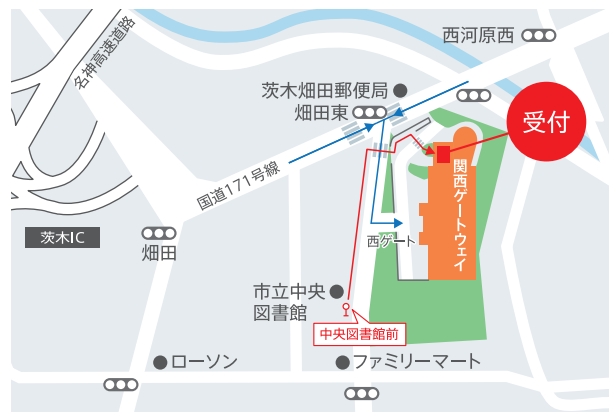 西河原西
名神高速道路
茨木畑田郵便局
畑田東
受付
国道171号線
関西ゲートウェイ
茨木IC
畑田
西ゲート
市立中央
図書館
中央図書館前
ローソン
ファミリーマート